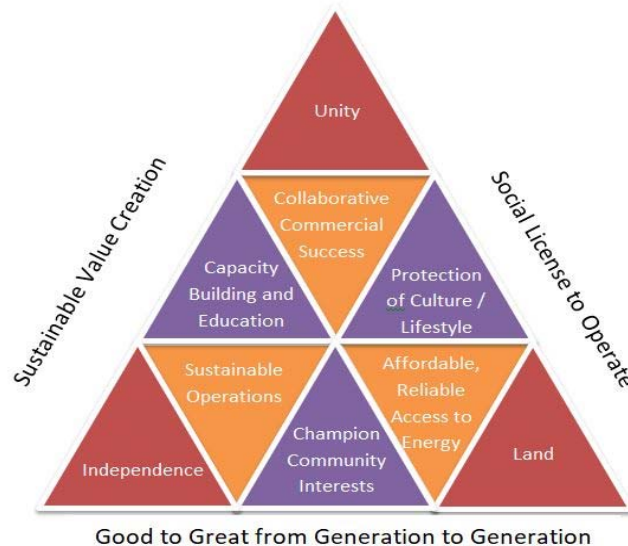 Unity
Sustainable Value Creation
Social License to Operate
Collaborative
Commercial
Success
Capacity
Building and
Education
Protection
of Culture /
Lifestyle
Sustainable
Operations
Affordable,
Reliable
Access to
Energy
Independence
Champion
Community
Interests
Land
Good to Great from Generation to Generation